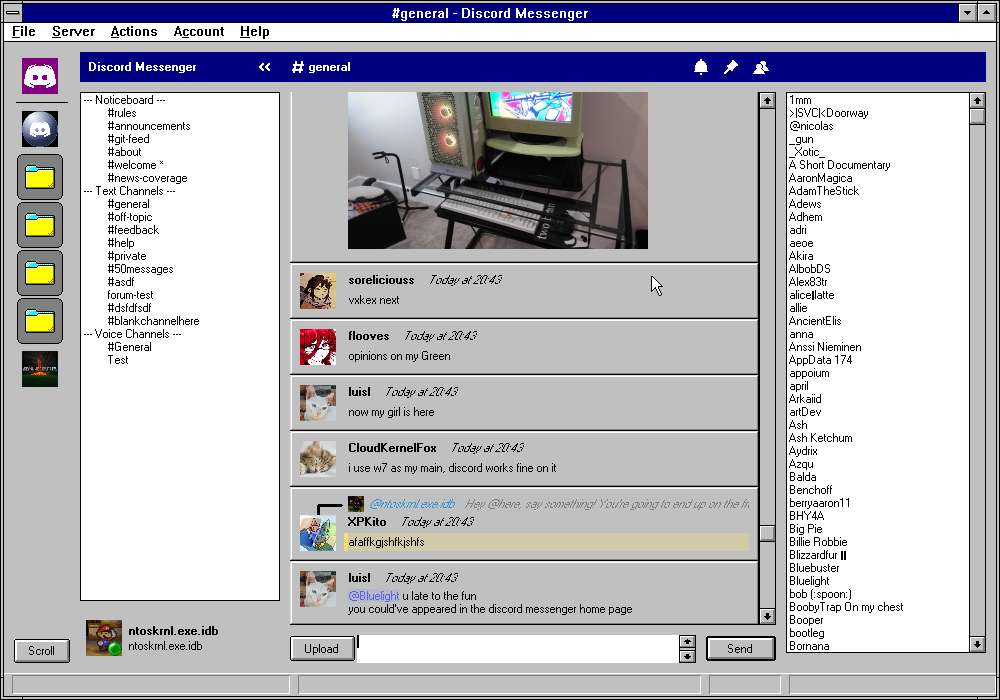 #general - Discord Messenger
File Server Actions Account Help
Discord Messenger
# general
--- Noticeboard ---
#rules
#announcements
#git-feed
#about
#welcome *
#news-coverage
--- Text Channels ---
#general
#off-topic
#feedback
#help
#private
#50messages
#asdf
forum-test
#dsfdfsdf
#blankchannelhere
--- Voice Channels ---
#General
Test
ntoskrnl.exe.idb
ntoskrnl.exe.idb
Scroll
soreliciouss Today at 20:43
vxkex next
flooves Today at 20:43
opinions on my Green
luisl Today at 20:43
now my girl is here
CloudKernelFox Today at 20:43
i use w7 as my main, discord works fine on it
@ntoskrnl.exe.idb Hey @here, say something! You're going to end up on the fr
XPKito Today at 20:43
afaffkgjshfkjshfs
luisl Today at 20:43
@Bluelight u late to the fun
you could've appeared in the discord messenger home page
Upload
Send
1mm
>|SVC|<Doorway
@nicolas
_gun
_Xotic_
A Short Documentary
AaronMagica
AdamTheStick
Adews
Adhem
adri
aeoe
Akira
AlbobDS
Alex83tr
alice|latte
allie
AncientElis
anna
Anssi Nieminen
AppData 174
appoium
april
Arkaiid
artDev
Ash
Ash Ketchum
Aydrix
Azqu
Balda
Benchoff
berryaaron11
BHY4A
Big Pie
Billie Robbie
Blizzardfur ||
Bluebuster
Bluelight
bob (:spoon:)
BoobyTrap On my chest
Booper
bootleg
Bornana